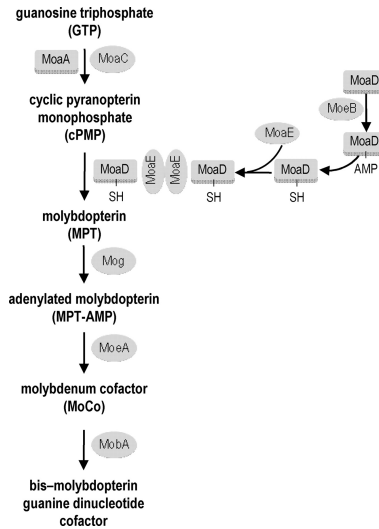 guanosine triphosphate
(GTP)
MoaA
MoaC
cyclic pyranopterin
monophosphate
(cPMP)
MoaD
MoeB
MoaD
AMP
MoaE
MoaD
SH
MoaD
SH
MoaE
MoaE
MoaD
SH
molybdopterin
(MPT)
Mog
adenylated molybdopterin
(MPT-AMP)
MoeA
molybdenum cofactor
(MoCo)
MobA
bis–molybdopterin
guanine dinucleotide
cofactor